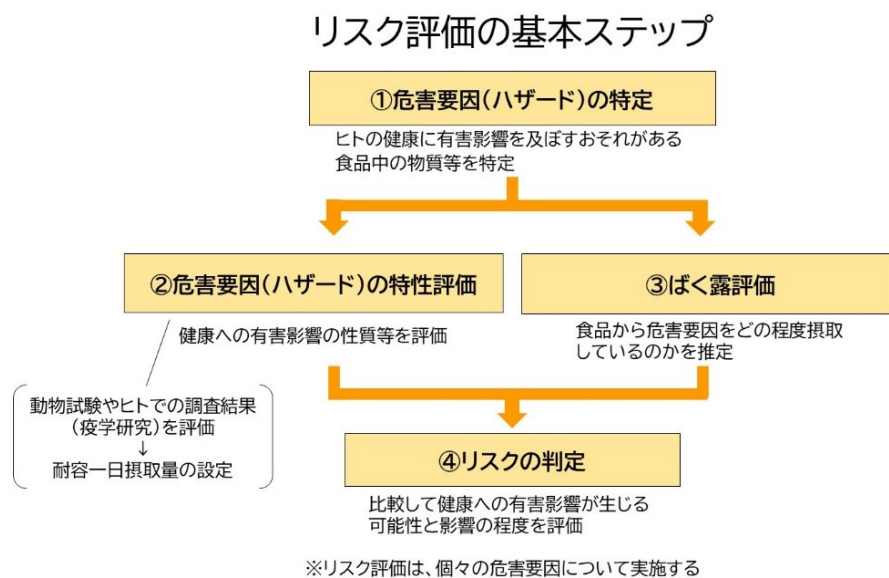 リスク評価の基本ステップ
①危害要因(ハザード)の特定
ヒトの健康に有害影響を及ぼすおそれがある
食品中の物質等を特定
②危害要因(ハザード)の特性評価
健康への有害影響の性質等を評価
動物試験やヒトでの調査結果
(疫学研究)を評価
↓
耐容一日摂取量の設定
③ばく露評価
食品から危害要因をどの程度摂取
しているのかを推定
④リスクの判定
比較して健康への有害影響が生じる
可能性と影響の程度を評価
※リスク評価は、個々の危害要因について実施する